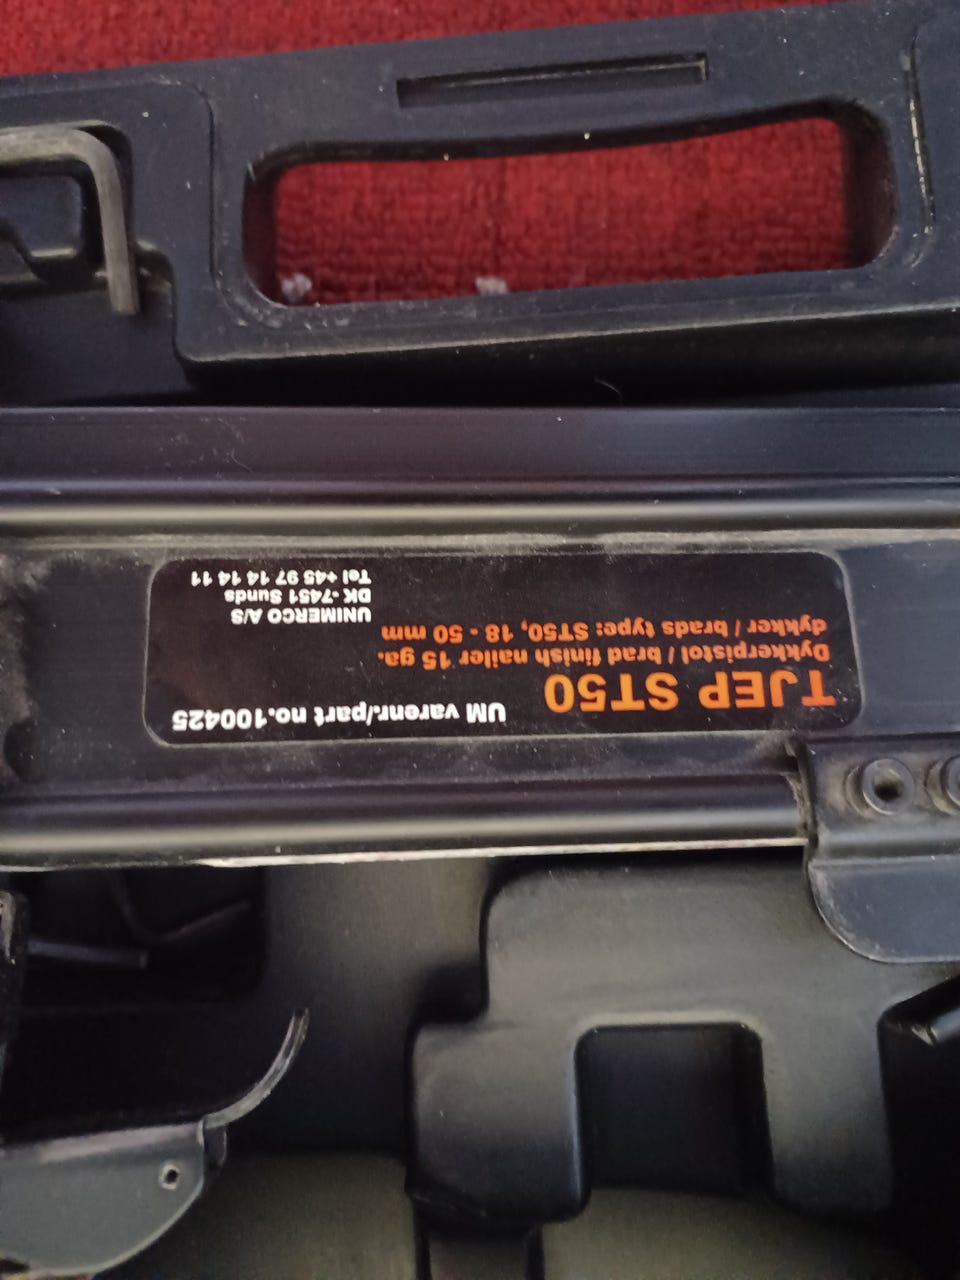 TJEP ST50
UM varenr./part no.100425
Dykkerpistol / brad finish nailer 15 ga.
dykker / brads type: ST50, 18 - 50 mm
UNIMERCO A/S
DK -7451 Sunds
Tel +45 97 14 14 11